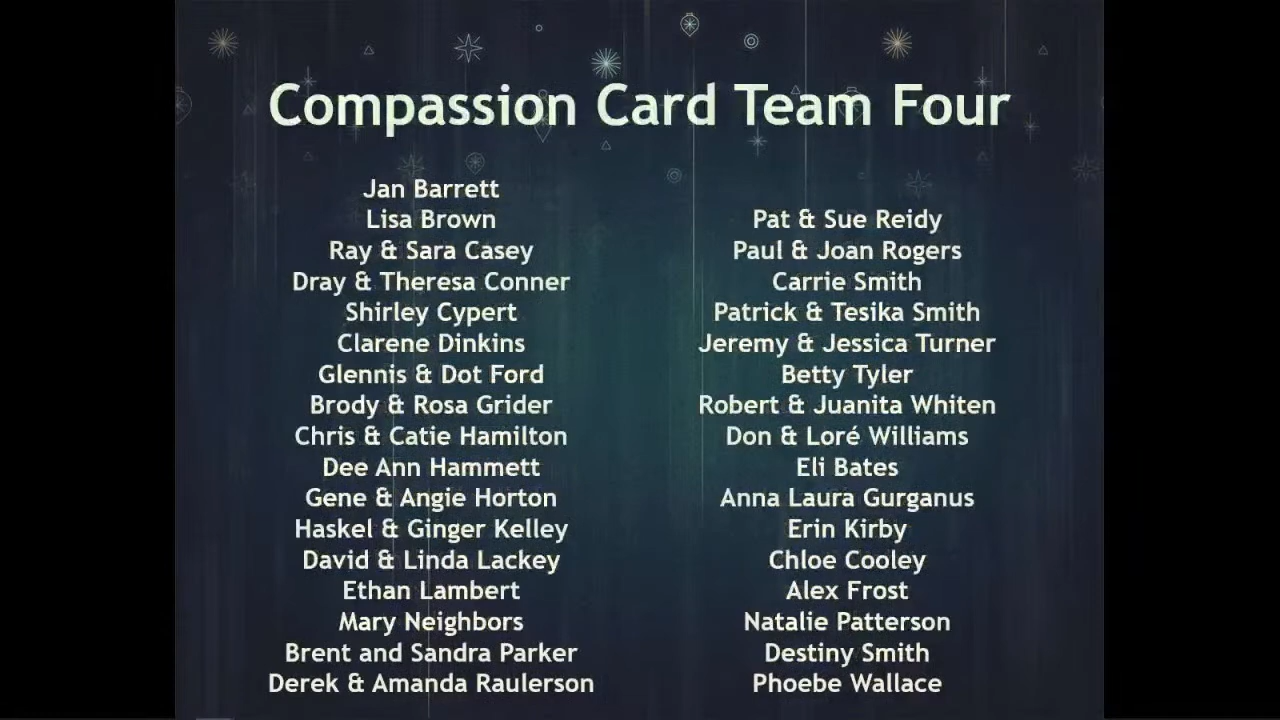 Compassion Card Team Four
Jan Barrett
Lisa Brown
Ray & Sara Casey
Dray & Theresa Conner
Shirley Cypert
Clarene Dinkins
Glennis & Dot Ford
Brody & Rosa Grider
Chris & Catie Hamilton
Dee Ann Hammett
Gene & Angie Horton
Haskel & Ginger Kelley
David & Linda Lackey
Ethan Lambert
Mary Neighbors
Brent and Sandra Parker
Derek & Amanda Raulerson
Pat & Sue Reidy
Paul & Joan Rogers
Carrie Smith
Patrick & Tesika Smith
Jeremy & Jessica Turner
Betty Tyler
Robert & Juanita Whiten
Don & Loré Williams
Eli Bates
Anna Laura Gurganus
Erin Kirby
Chloe Cooley
Alex Frost
Natalie Patterson
Destiny Smith
Phoebe Wallace